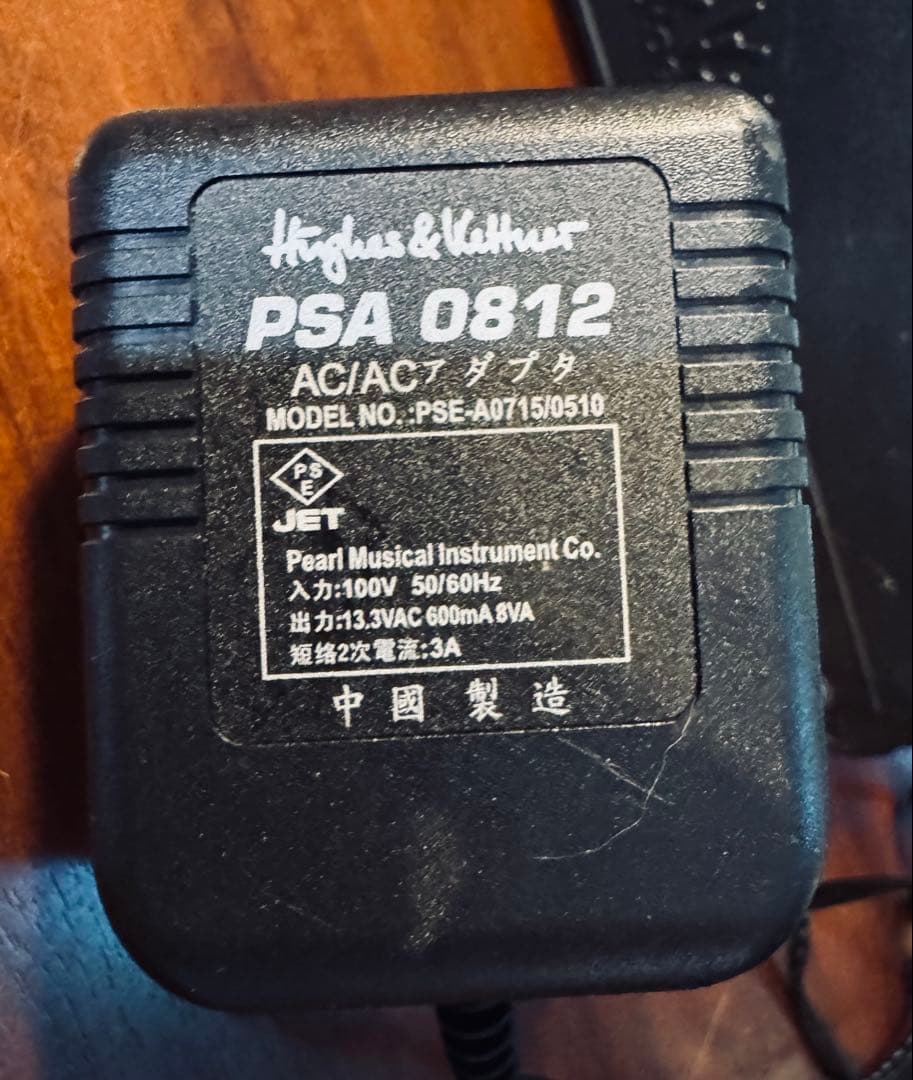 Hughes & Kettner
PSA 0812
AC/ACアダプタ
MODEL NO.:PSE-A0715/0510
PS
E
JET
Pearl Musical Instrument Co.
入力:100V 50/60Hz
出力:13.3VAC 600mA 8VA
短络2次電流:3A
中國製造